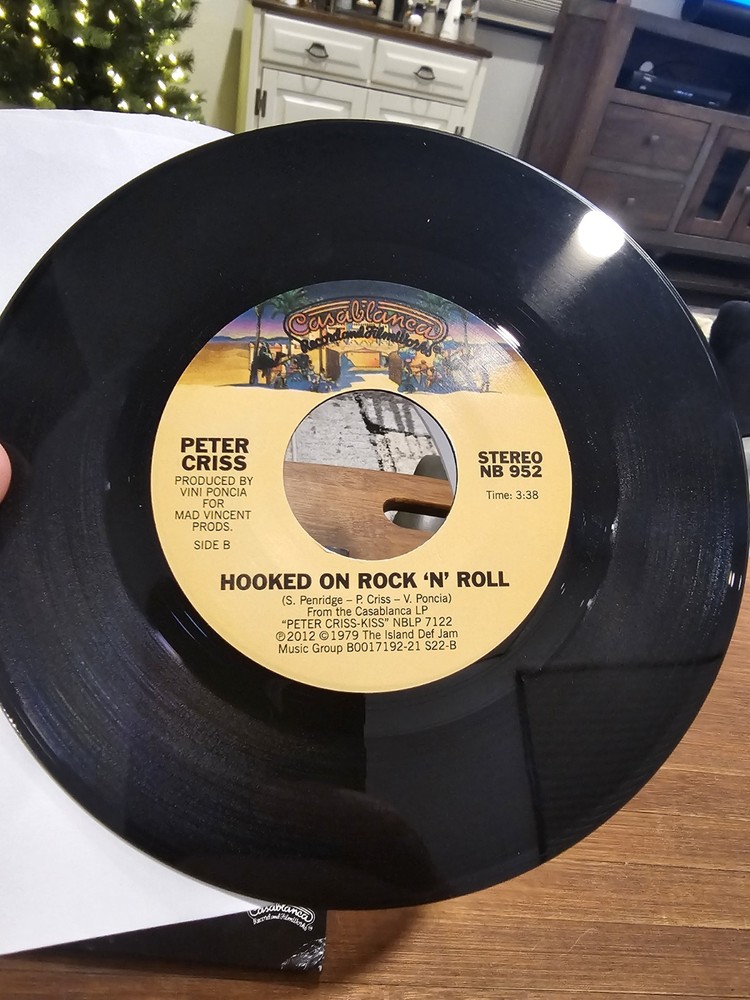 Casablanca
Record and FilmWorks
PETER
CRISS
PRODUCED BY
VINI PONCIA
FOR
MAD VINCENT
PRODS.
SIDE B
STEREO
NB 952
Time: 3:38
HOOKED ON ROCK ‘N’ ROLL
(S. Penridge – P. Criss – V. Poncia)
From the Casablanca LP
"PETER CRISS-KISS" NBLP 7122
℗2012 ©1979 The Island Def Jam
Music Group B0017192-21 S22-B
Casablanca
Record and FilmWorks